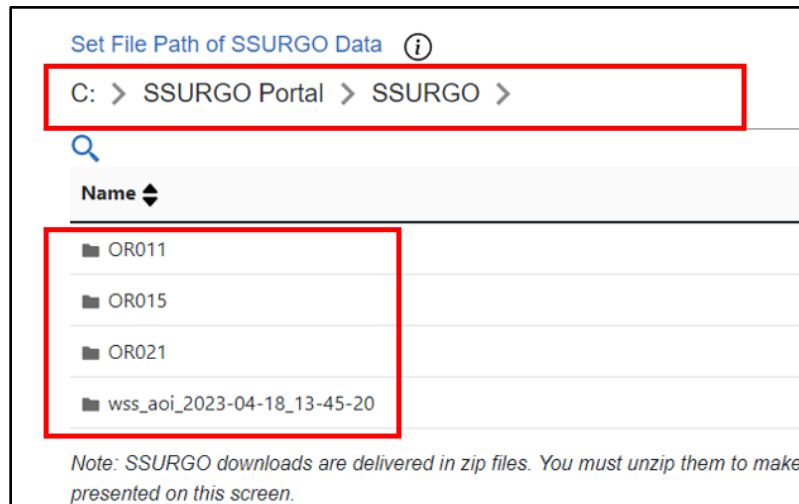 Set File Path of SSURGO Data i
C: > SSURGO Portal > SSURGO >
Name
OR011
OR015
OR021
wss_aoi_2023-04-18_13-45-20
Note: SSURGO downloads are delivered in zip files. You must unzip them to make
presented on this screen.